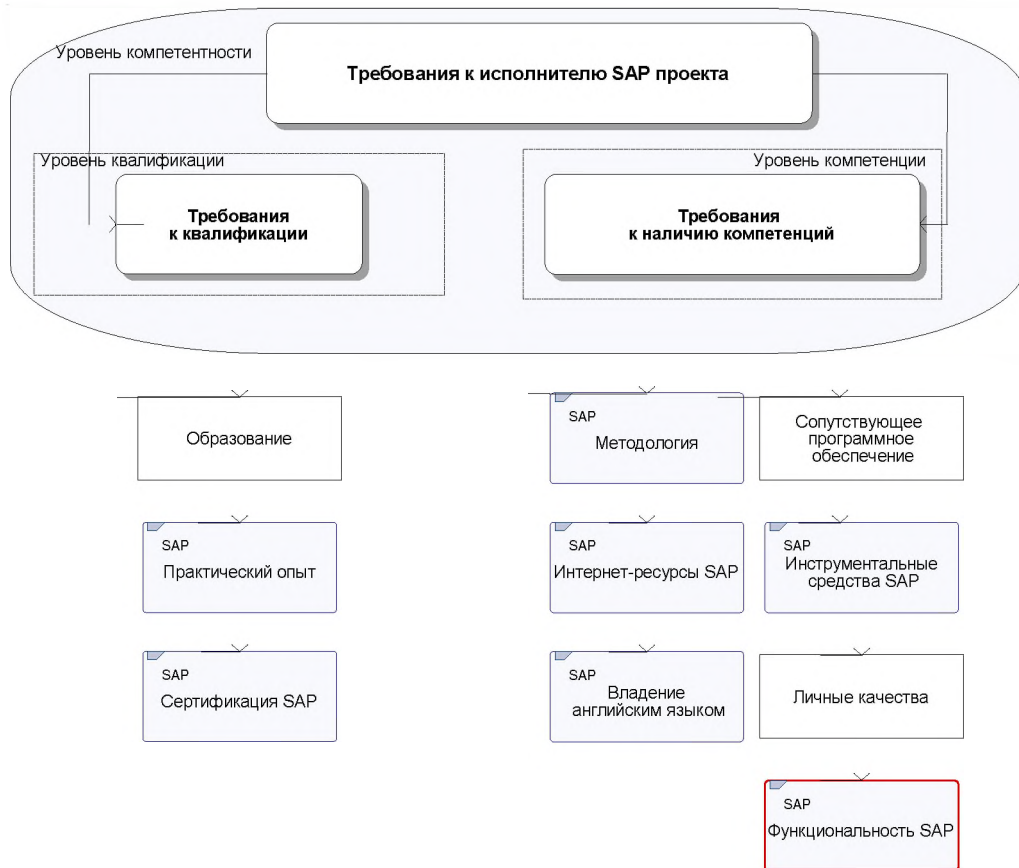 Уровень компетентности
Требования к исполнителю SAP проекта
Уровень квалификации
Уровень компетенции
Требования
к квалификации
Требования
к наличию компетенций
Образование
SAP
Методология
Сопутствующее
программное
обеспечение
SAP
Практический опыт
SAP
Интернет-ресурсы SAP
SAP
Инструментальные
средства SAP
SAP
Сертификация SAP
SAP
Владение
английским языком
Личные качества
SAP
Функциональность SAP